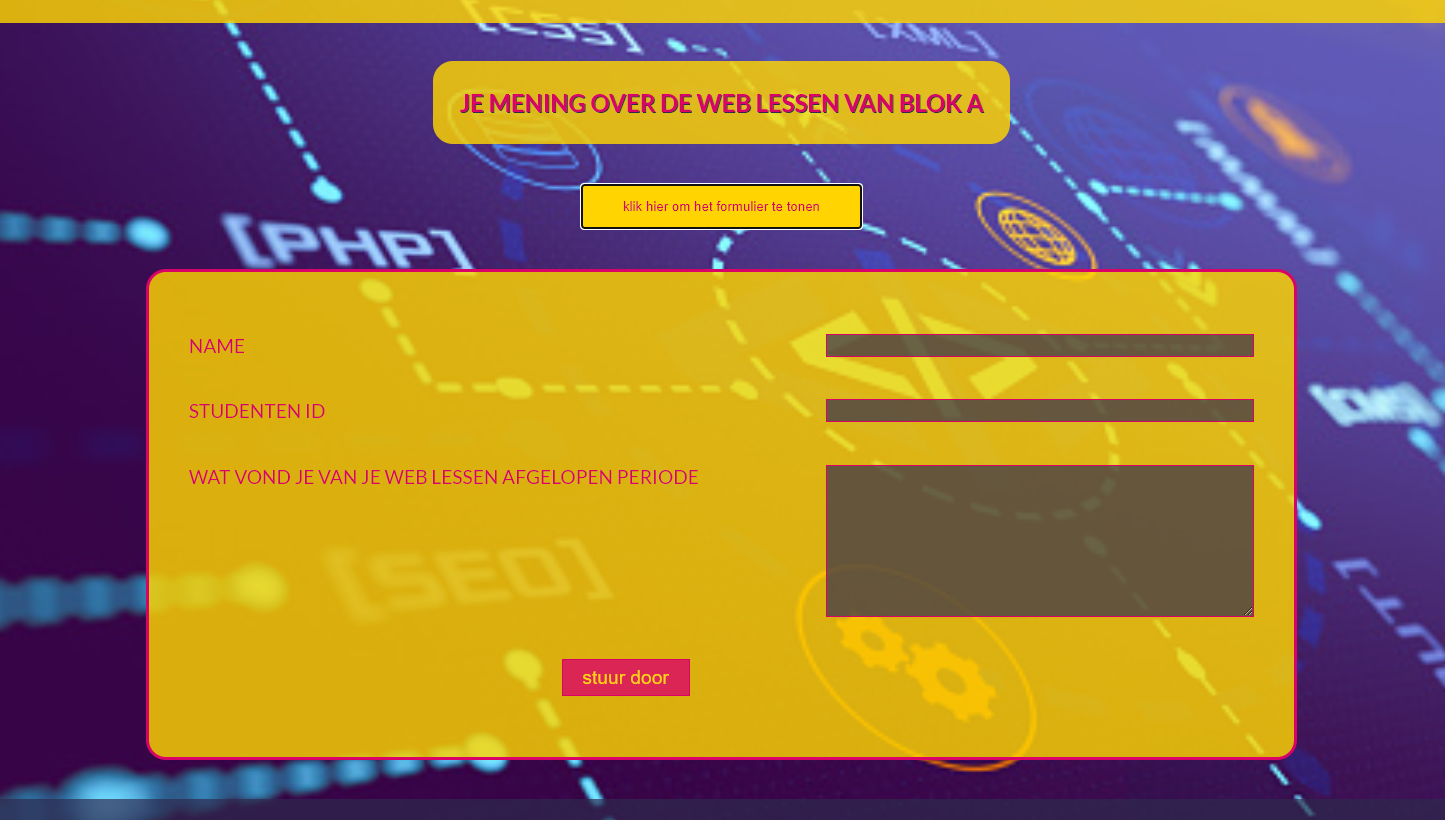 [CSS]
[XML]
JE MENING OVER DE WEB LESSEN VAN BLOK A
klik hier om het formulier te tonen
[PHP]
NAME
STUDENTEN ID
WAT VOND JE VAN JE WEB LESSEN AFGELOPEN PERIODE
[SEO]
stuur door